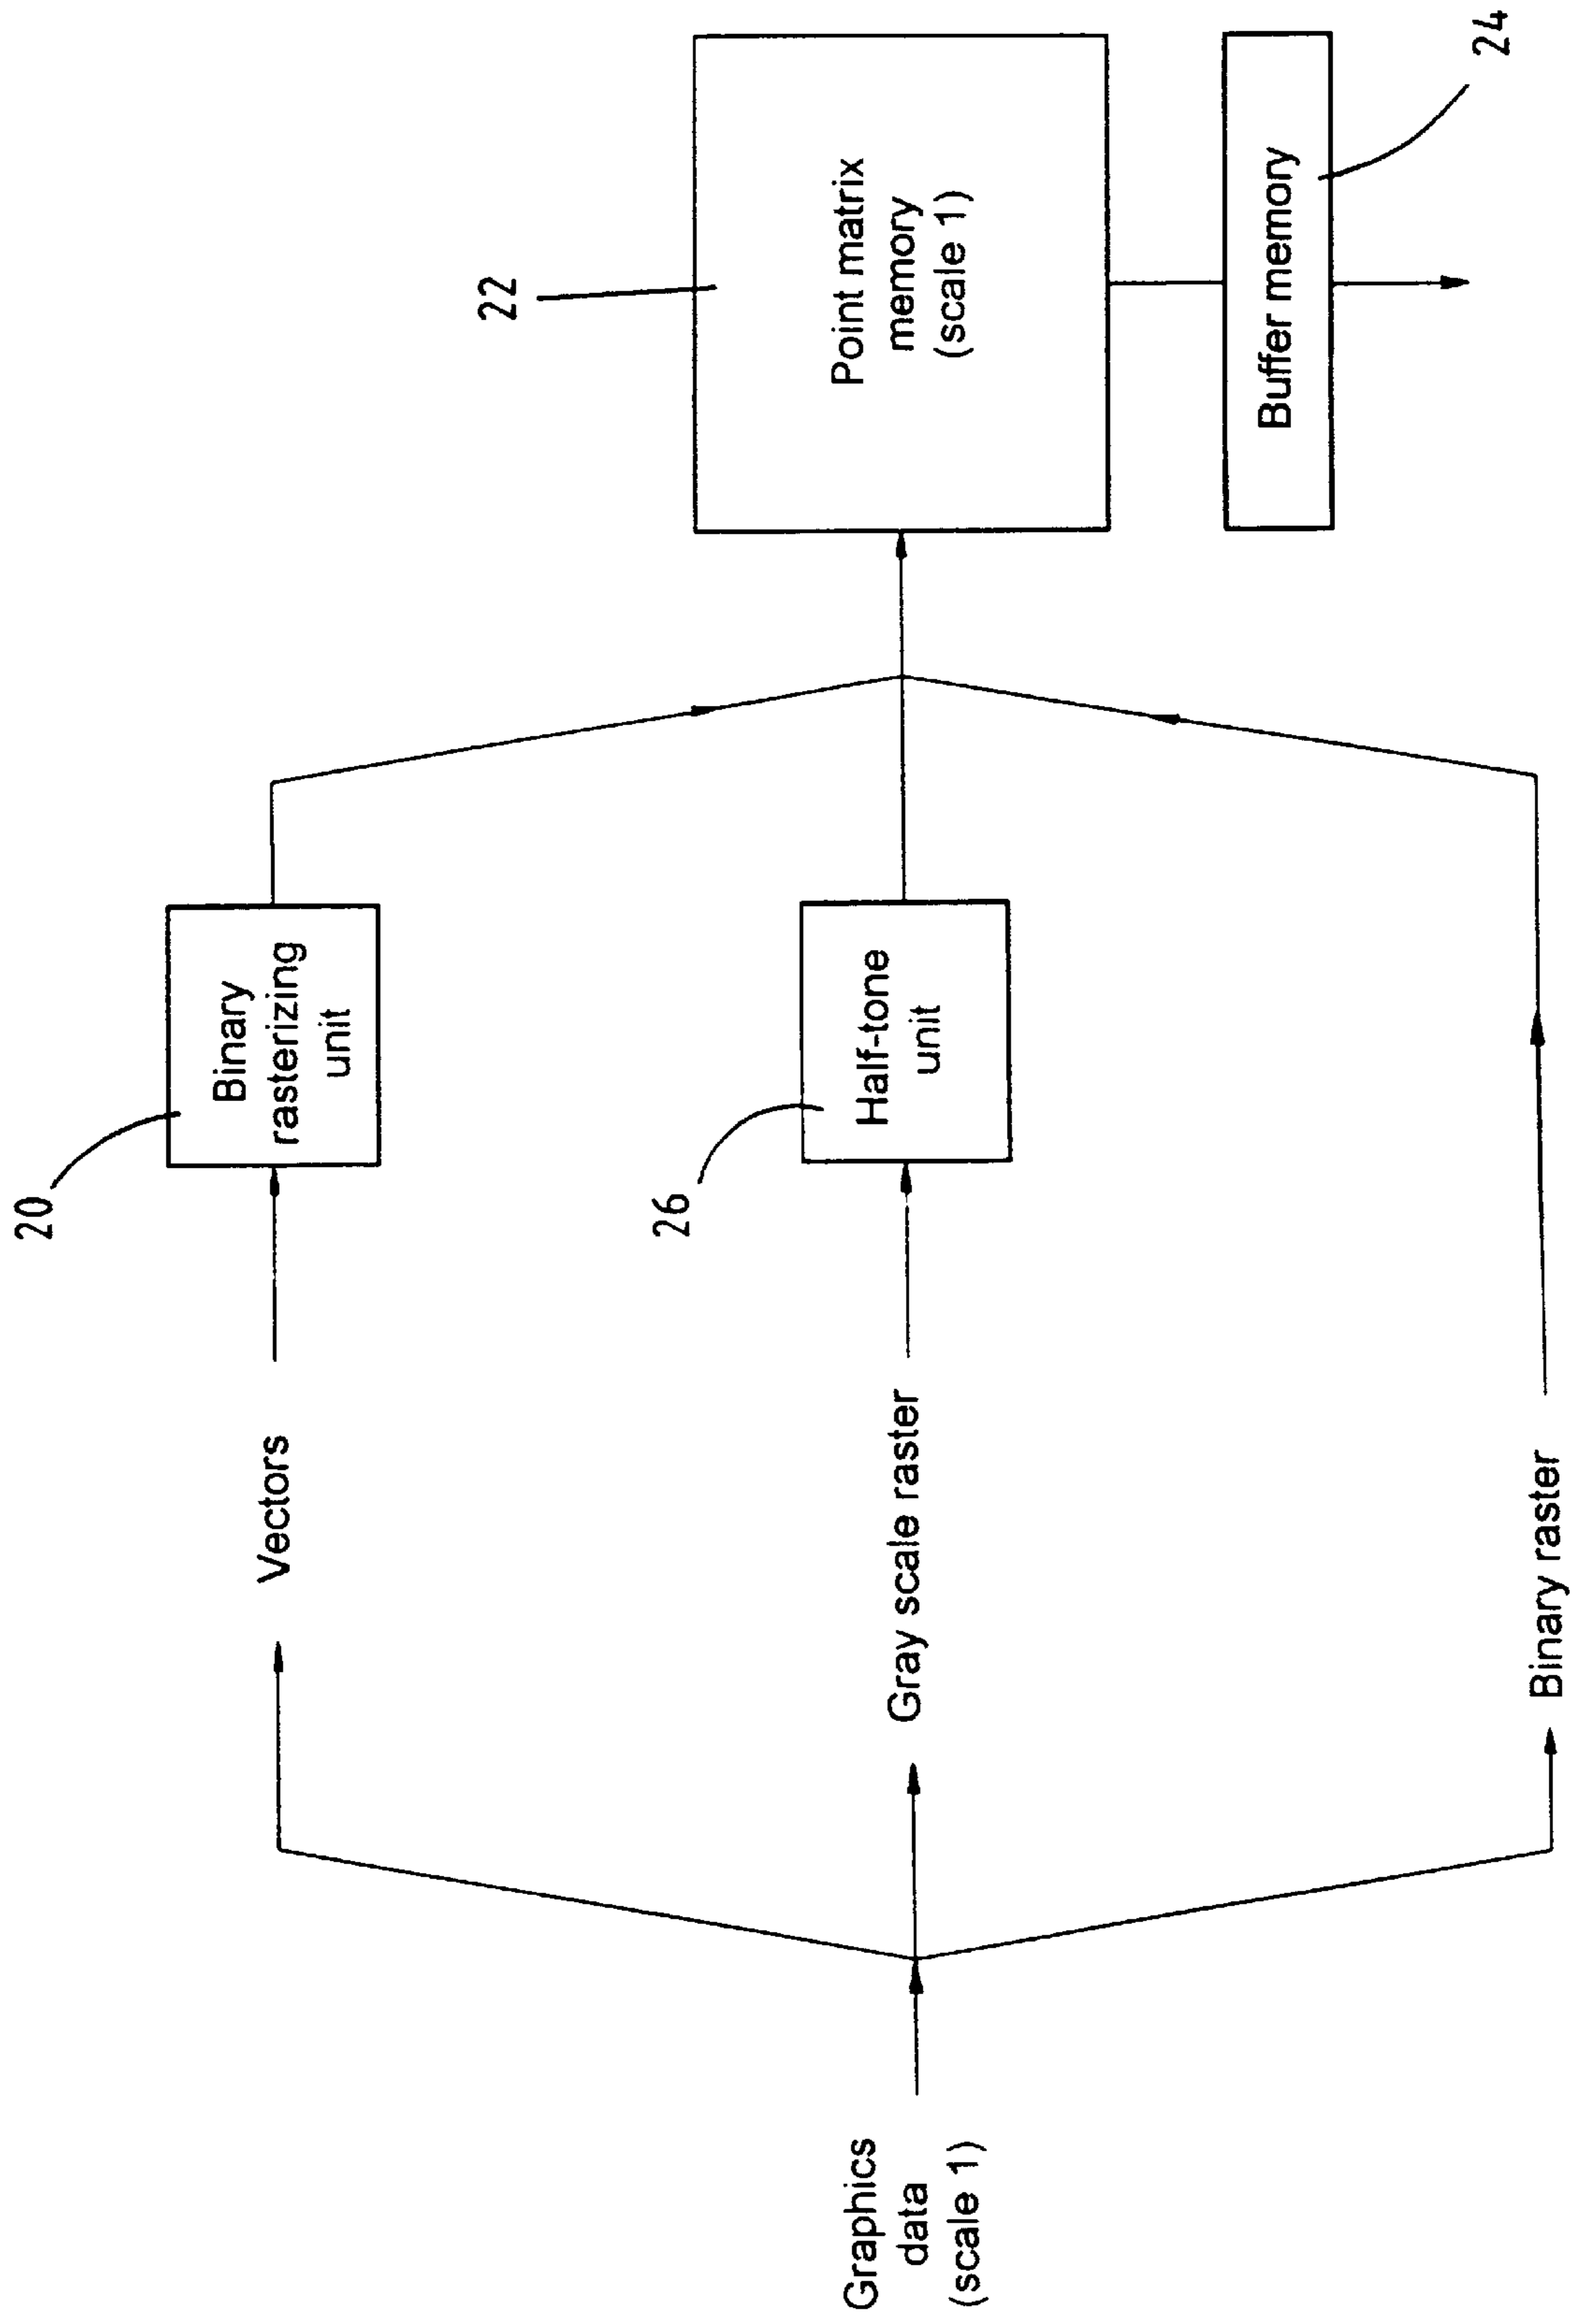 Graphics
data
(scale 1)
Vectors
20
Binary
rasterizing
unit
Gray scale raster
26
Half-tone
unit
Binary raster
22
Point matrix
memory
(scale 1)
Buffer memory
24